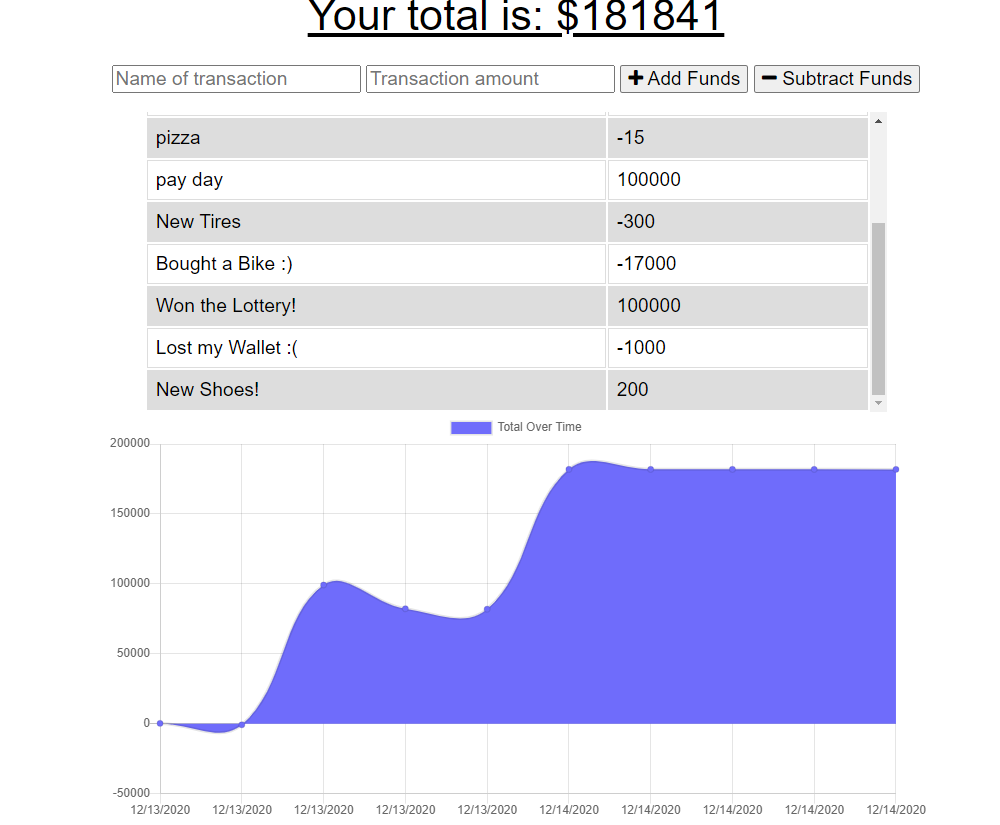 Your total is: $181841
Name of transaction Transaction amount + Add Funds − Subtract Funds
pizza -15
pay day 100000
New Tires -300
Bought a Bike :) -17000
Won the Lottery! 100000
Lost my Wallet :( -1000
New Shoes! 200
Total Over Time
200000
150000
100000
50000
0
-50000
12/13/2020 12/13/2020 12/13/2020 12/13/2020 12/13/2020 12/14/2020 12/14/2020 12/14/2020 12/14/2020 12/14/2020